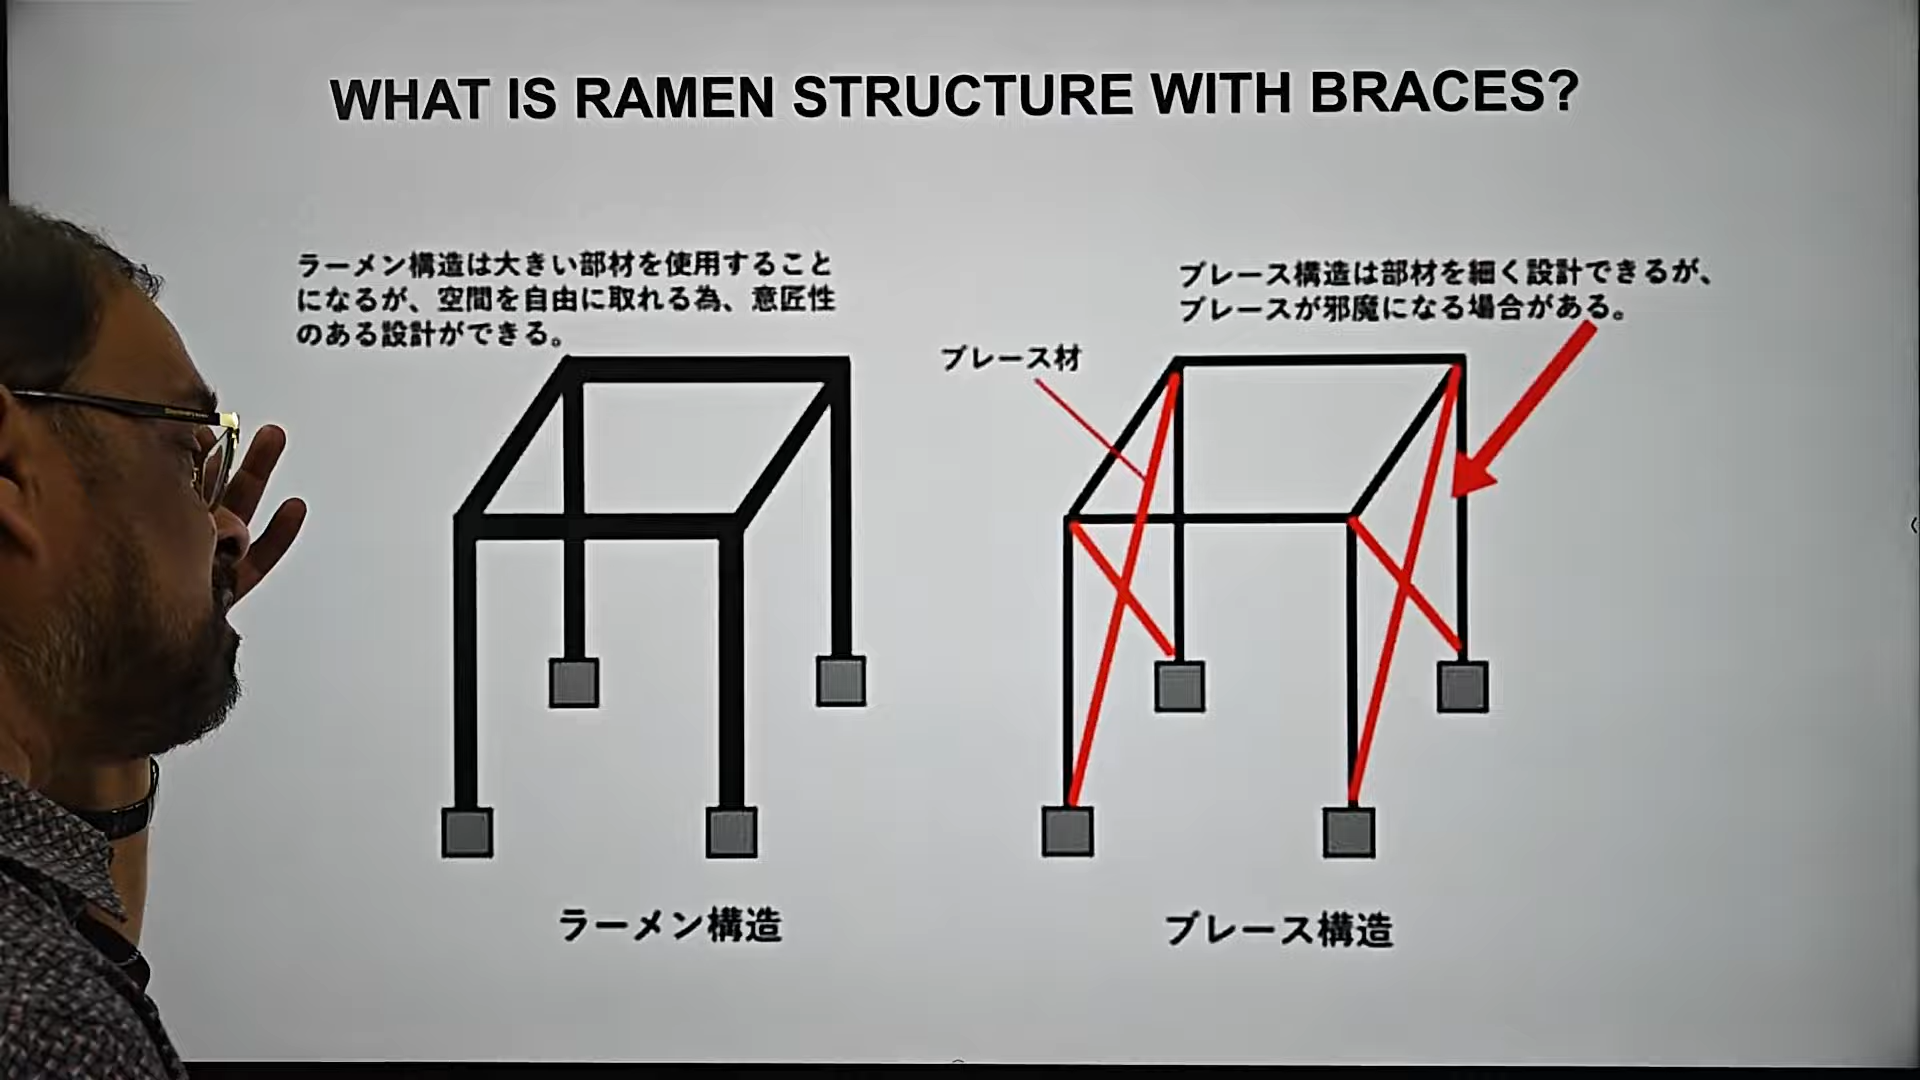 WHAT IS RAMEN STRUCTURE WITH BRACES?
ラーメン構造は大きい部材を使用すること
になるが、空間を自由に取れる為、意匠性
のある設計ができる。
ブレース構造は部材を細く設計できるが、
ブレースが邪魔になる場合がある。
ブレース材
ラーメン構造
ブレース構造